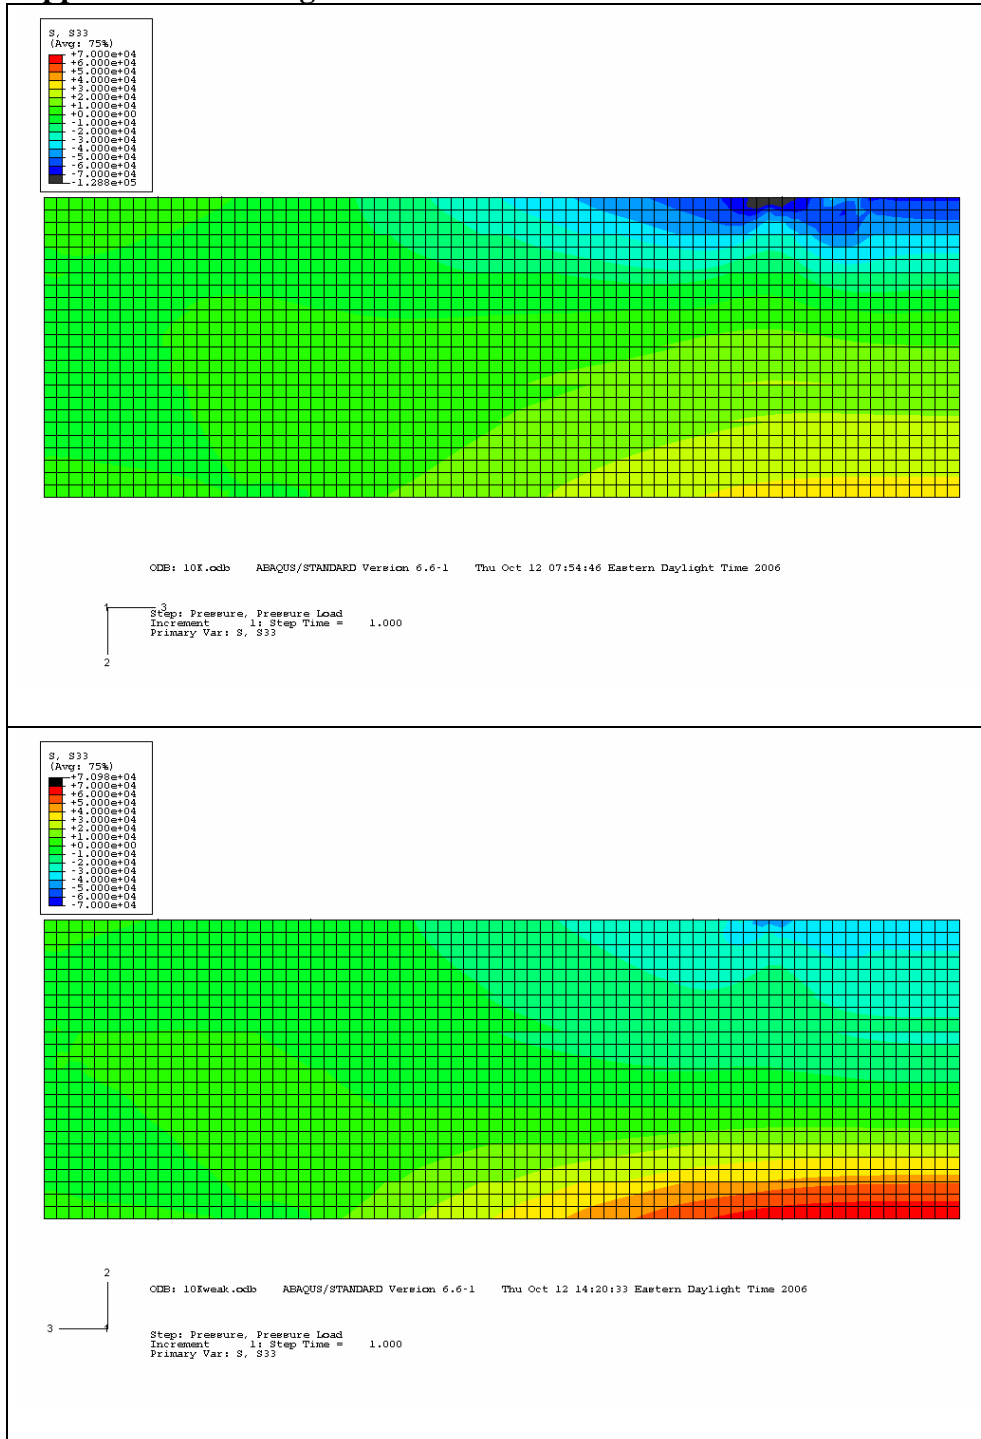 S, S33
(Avg: 75%)
+7.000e+04
+6.000e+04
+5.000e+04
+4.000e+04
+3.000e+04
+2.000e+04
+1.000e+04
+0.000e+00
-1.000e+04
-2.000e+04
-3.000e+04
-4.000e+04
-5.000e+04
-6.000e+04
-7.000e+04
-1.288e+05
ODB: 10K.odb ABAQUS/STANDARD Version 6.6-1 Thu Oct 12 07:54:46 Eastern Daylight Time 2006
1 3
Step: Pressure, Pressure Load
Increment 1: Step Time = 1.000
Primary Var: S, S33
2
S, S33
(Avg: 75%)
+7.098e+04
+7.000e+04
+6.000e+04
+5.000e+04
+4.000e+04
+3.000e+04
+2.000e+04
+1.000e+04
+0.000e+00
-1.000e+04
-2.000e+04
-3.000e+04
-4.000e+04
-5.000e+04
-6.000e+04
-7.000e+04
2
ODB: 10Kweak.odb ABAQUS/STANDARD Version 6.6-1 Thu Oct 12 14:20:33 Eastern Daylight Time 2006
3 1
Step: Pressure, Pressure Load
Increment 1: Step Time = 1.000
Primary Var: S, S33